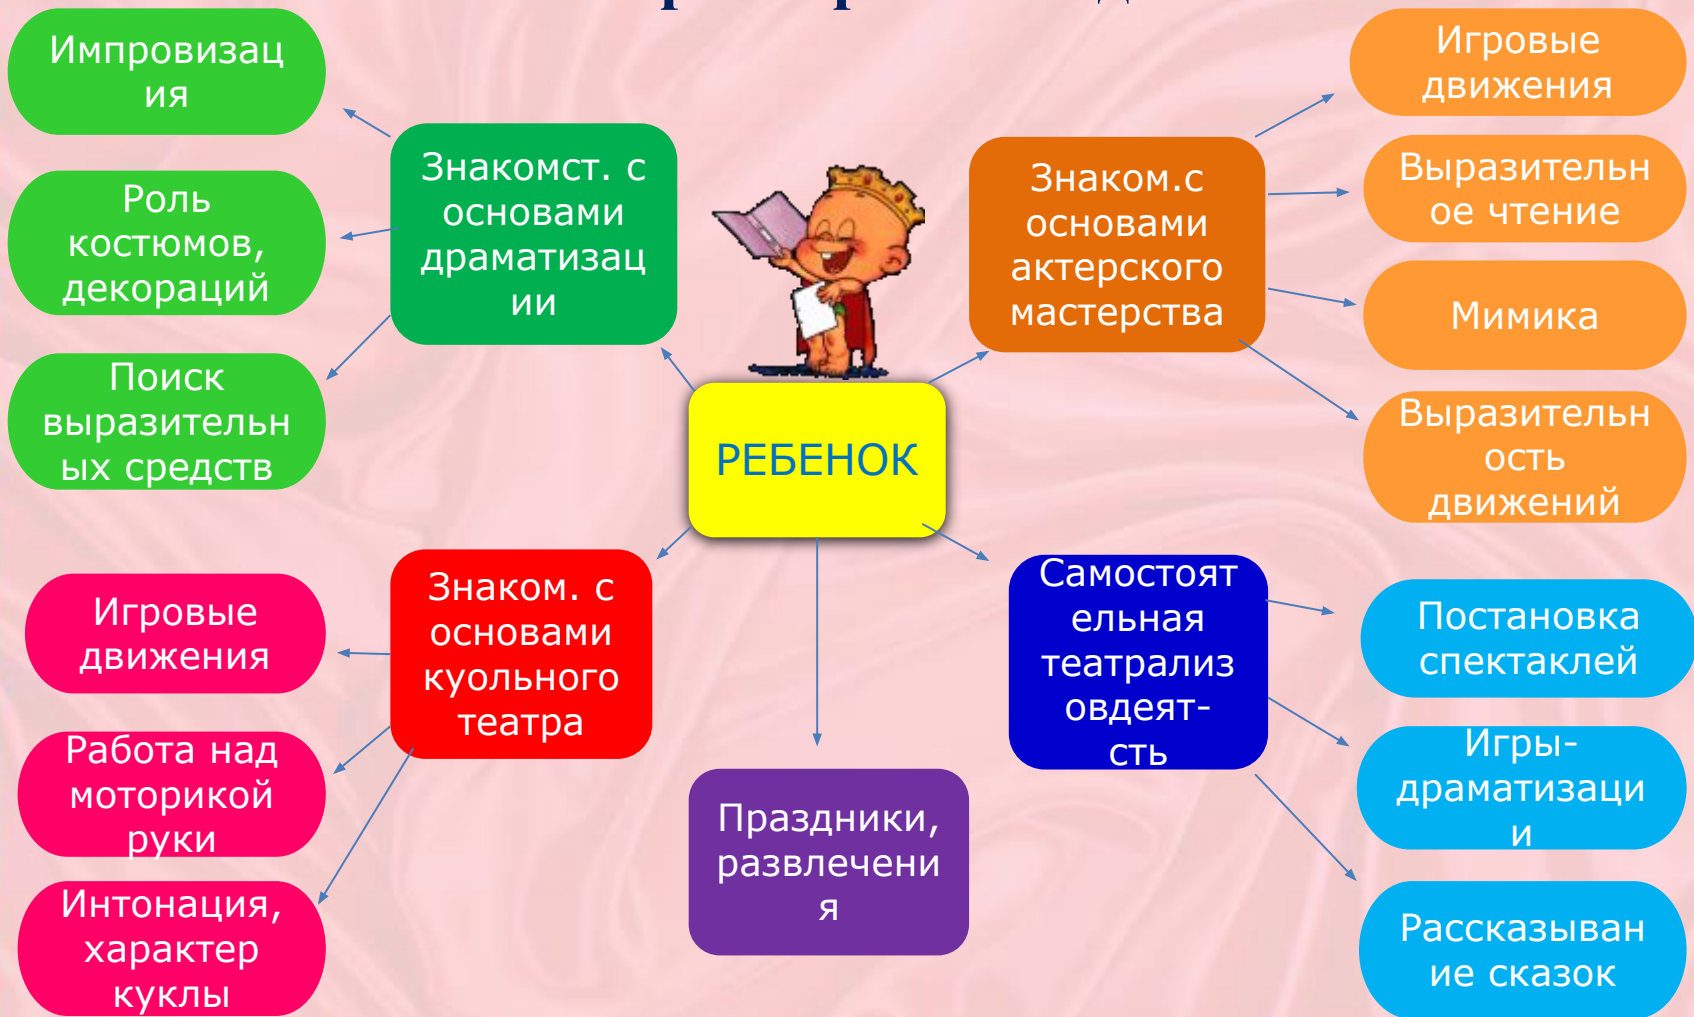 Импровизац
ия
Роль
костюмов,
декораций
Поиск
выразительн
ых средств
Знакомст. с
основами
драматизац
ии
Знаком.с
основами
актерского
мастерства
Игровые
движения
Выразительн
ое чтение
Мимика
Выразительн
ость
движений
РЕБЕНОК
Знаком. с
основами
куольного
театра
Игровые
движения
Работа над
моторикой
руки
Интонация,
характер
куклы
Праздники,
развлечени
я
Самостоят
ельная
театрализ
овдеят-
сть
Постановка
спектаклей
Игры-
драматизаци
и
Рассказыван
ие сказок